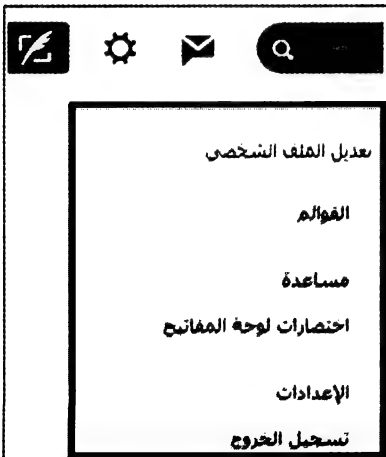 تعديل الملف الشخصي
القوائم
مساعدة
اختصارات لوحة المفاتيح
الإعدادات
تسجيل الخروج